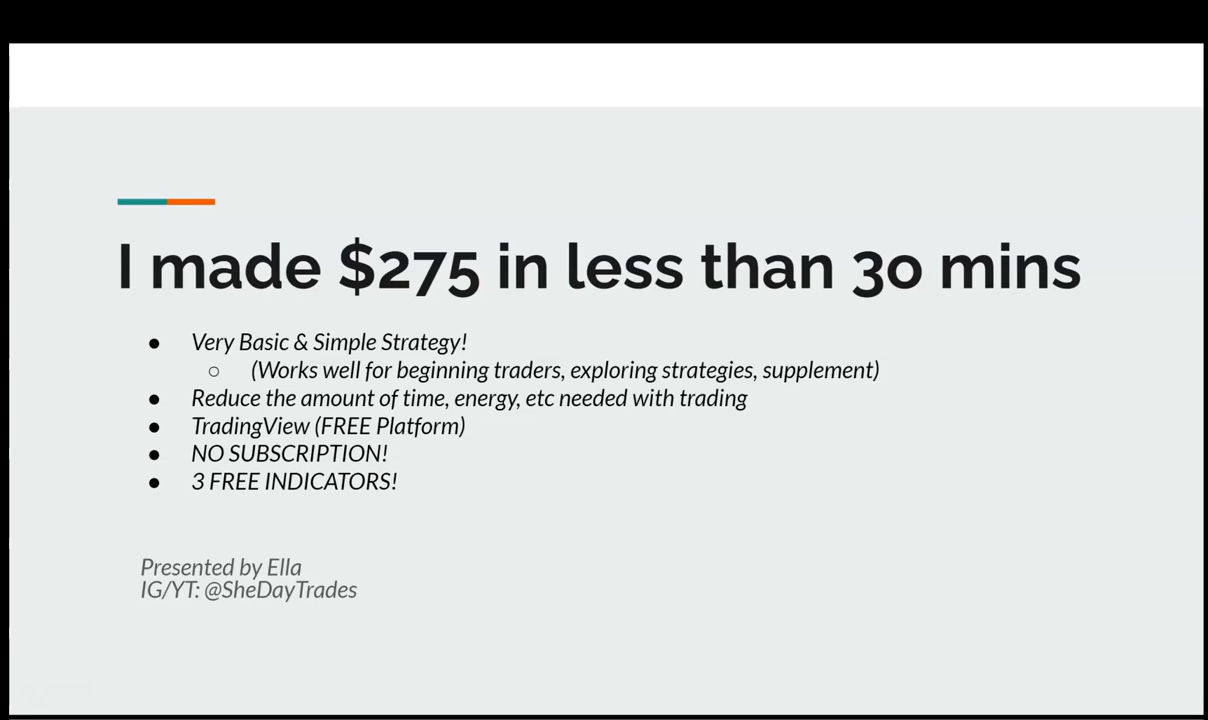 I made $275 in less than 30 mins
● Very Basic & Simple Strategy!
○ (Works well for beginning traders, exploring strategies, supplement)
● Reduce the amount of time, energy, etc needed with trading
● TradingView (FREE Platform)
● NO SUBSCRIPTION!
● 3 FREE INDICATORS!
Presented by Ella
IG/YT: @SheDayTrades